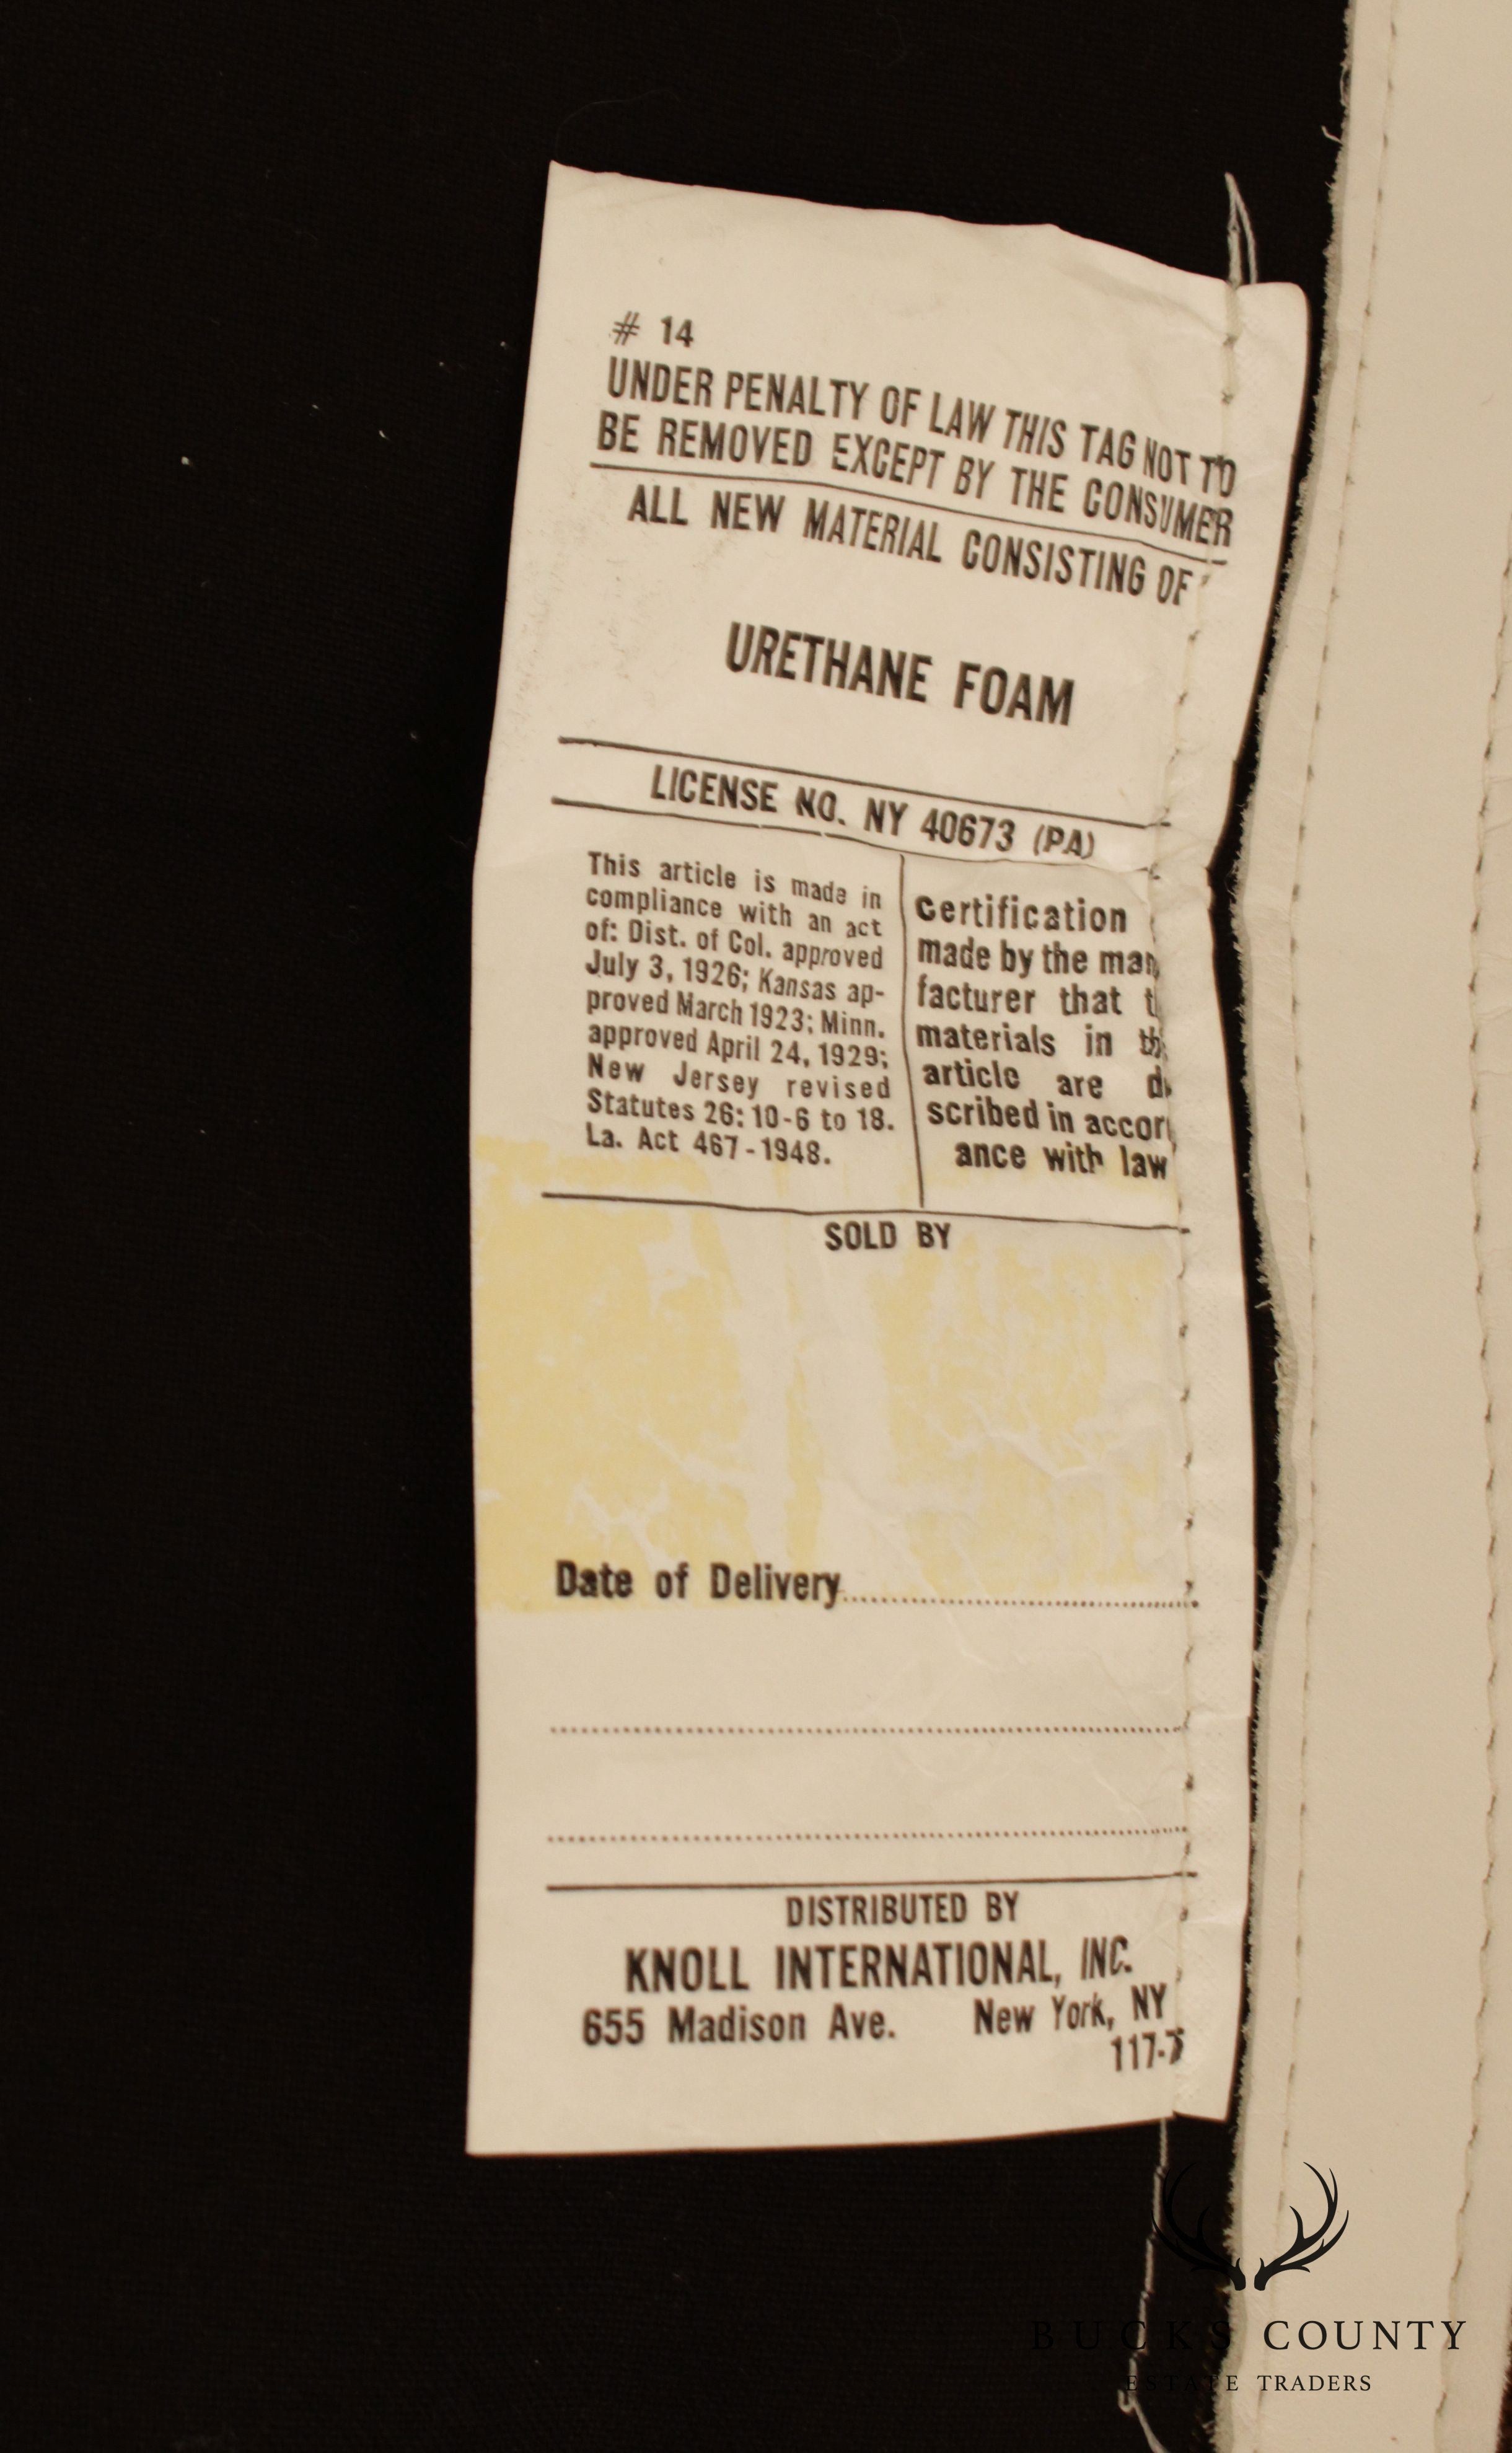 # 14
UNDER PENALTY OF LAW THIS TAG NOT TO
BE REMOVED EXCEPT BY THE CONSUMER
ALL NEW MATERIAL CONSISTING OF
URETHANE FOAM
LICENSE NO. NY 40673 (PA)
This article is made in
compliance with an act
of: Dist. of Col. approved
July 3, 1926; Kansas ap-
proved March 1923; Minn.
approved April 24, 1929;
New Jersey revised
Statutes 26: 10-6 to 18.
La. Act 467-1948.
certification
made by the man
facturer that t
materials in th
article are d
scribed in accor
ance with law
SOLD BY
Date of Delivery
DISTRIBUTED BY
KNOLL INTERNATIONAL, INC.
655 Madison Ave. New York, NY
117-7
BUCKS COUNTY
ESTATE TRADERS